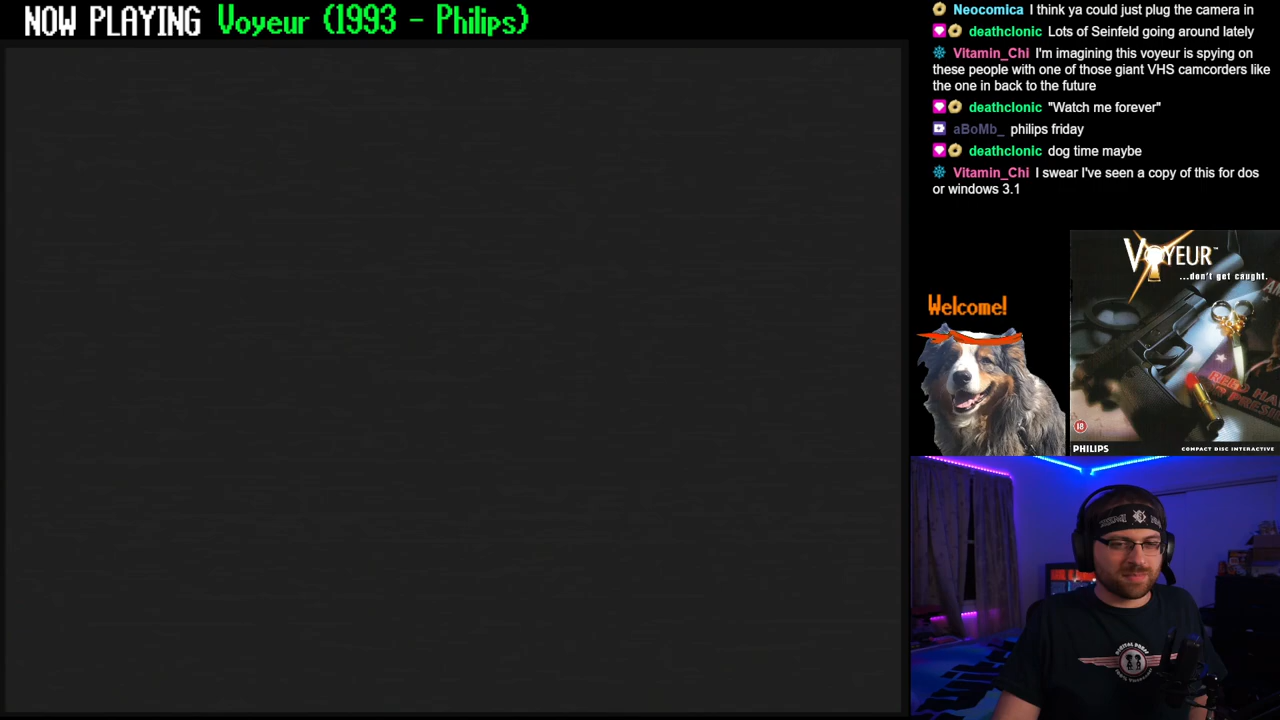 NOW PLAYING Voyeur (1993 - Philips)
Neocomica I think ya could just plug the camera in
deathclonic Lots of Seinfeld going around lately
Vitamin_Chi I'm imagining this voyeur is spying on
these people with one of those giant VHS camcorders like
the one in back to the future
deathclonic "Watch me forever"
aBoMb_ philips friday
deathclonic dog time maybe
Vitamin_Chi I swear I've seen a copy of this for dos
or windows 3.1
Welcome!
VOYEUR™
...don't get caught.
REED HA
PRESI
18
PHILIPS
COMPACT DISC INTERACTIVE